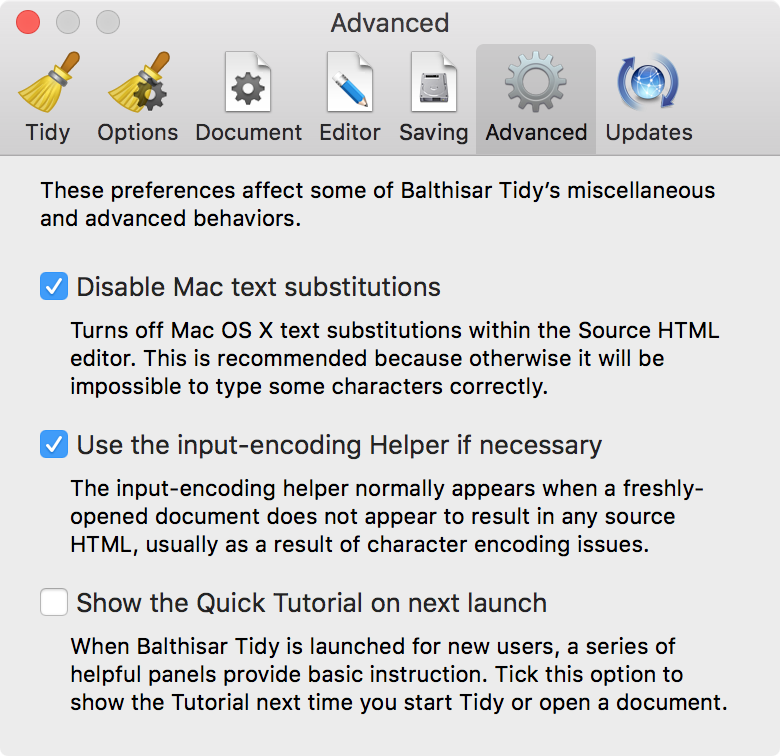 Advanced
Tidy Options Document Editor Saving Advanced Updates
These preferences affect some of Balthisar Tidy’s miscellaneous
and advanced behaviors.
Disable Mac text substitutions
Turns off Mac OS X text substitutions within the Source HTML
editor. This is recommended because otherwise it will be
impossible to type some characters correctly.
Use the input-encoding Helper if necessary
The input-encoding helper normally appears when a freshly-
opened document does not appear to result in any source
HTML, usually as a result of character encoding issues.
Show the Quick Tutorial on next launch
When Balthisar Tidy is launched for new users, a series of
helpful panels provide basic instruction. Tick this option to
show the Tutorial next time you start Tidy or open a document.